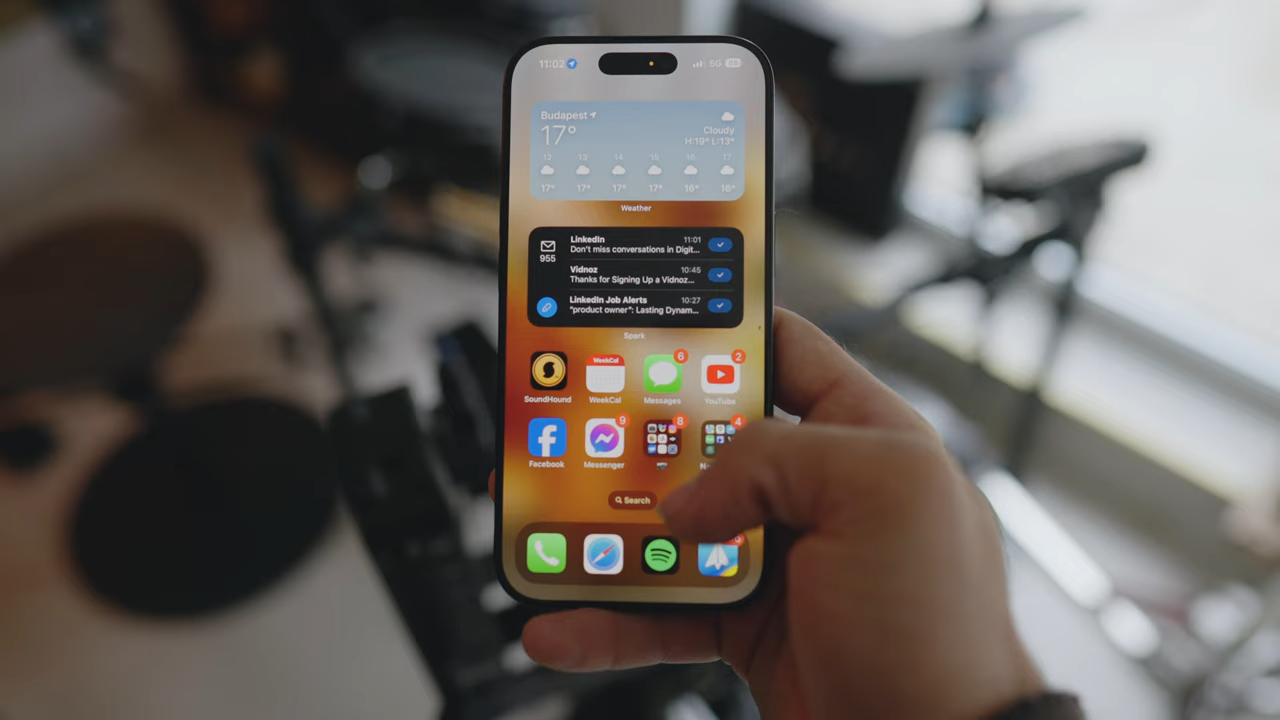 11:02
5G
Budapest
17°
Cloudy
H:19° L:13°
12 13 14 15 16 17
17° 17° 17° 17° 16° 16°
Weather
955
LinkedIn 11:01
Don't miss conversations in Digit...
Vidnoz 10:45
Thanks for Signing Up a Vidnoz...
LinkedIn Job Alerts 10:27
"product owner": Lasting Dynam...
Spark
WeekCal
6
2
SoundHound WeekCal Messages YouTube
9 8 4
Facebook Messenger
Search